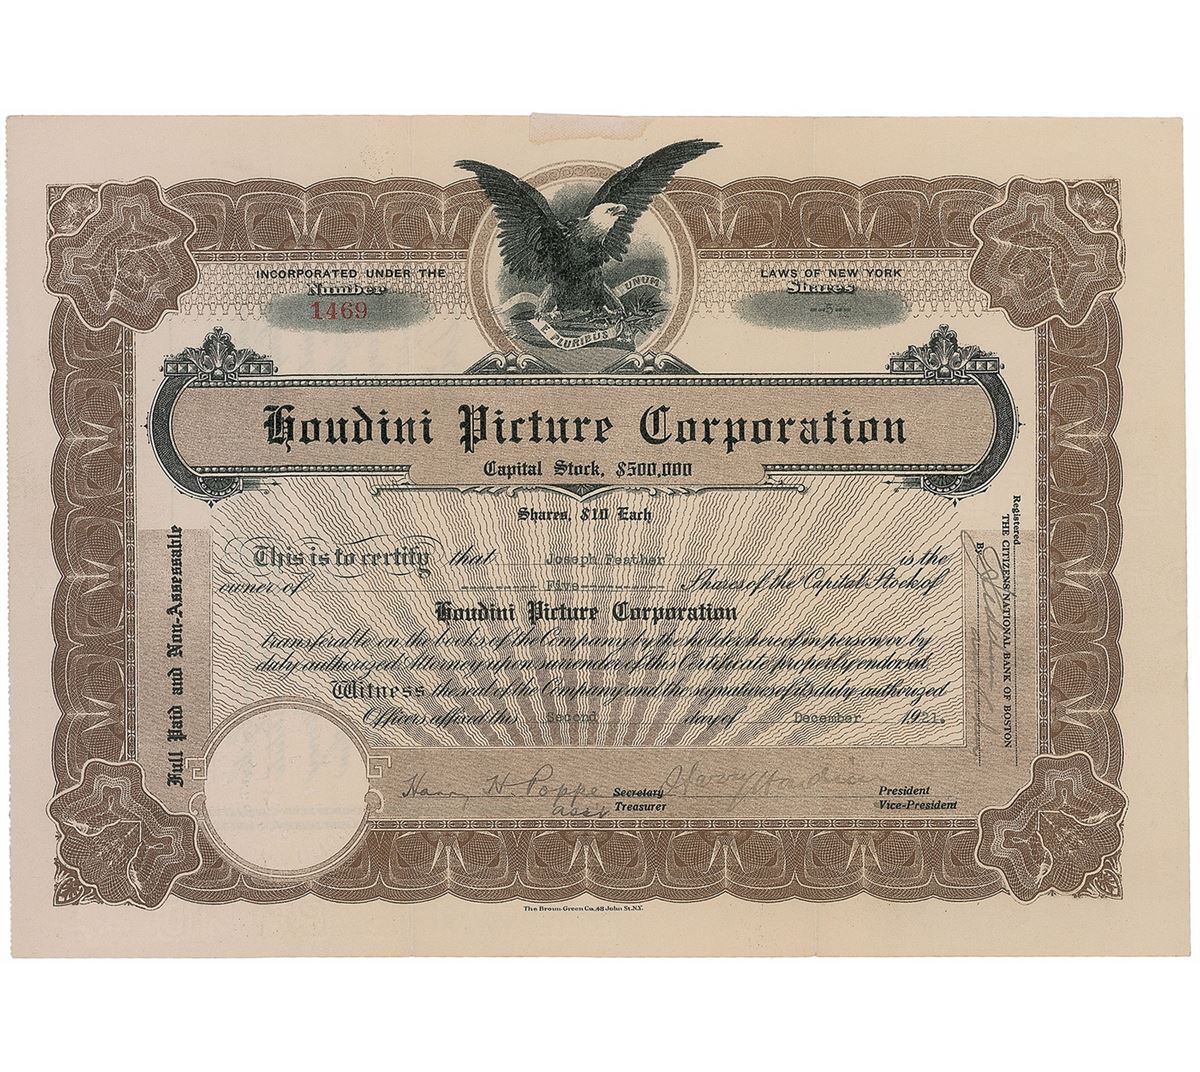 INCORPORATED UNDER THE
LAWS OF NEW YORK
Number
1469
Shares
--5--
E PLURIBUS UNUM
Houdini Picture Corporation
Capital Stock, $500,000
Shares, $10 Each
This is to certify that Joseph Feather is the
owner of Five Shares of the Capital Stock of
Houdini Picture Corporation
transferable on the books of the Company by the holder hereof in person or by
duly authorized Attorney upon surrender of this Certificate properly endorsed.
Witness the seal of the Company and the signatures of its duly authorized
Officers affixed this Second day of December 1921.
Full Paid and Non-Assessable
Registered
THE CITIZENS NATIONAL BANK OF BOSTON
By
Harry H. Poppe
Asst
Secretary
Treasurer
Harry Houdini
President
Vice-President
The Broun-Green Co., 48 John St. N.Y.